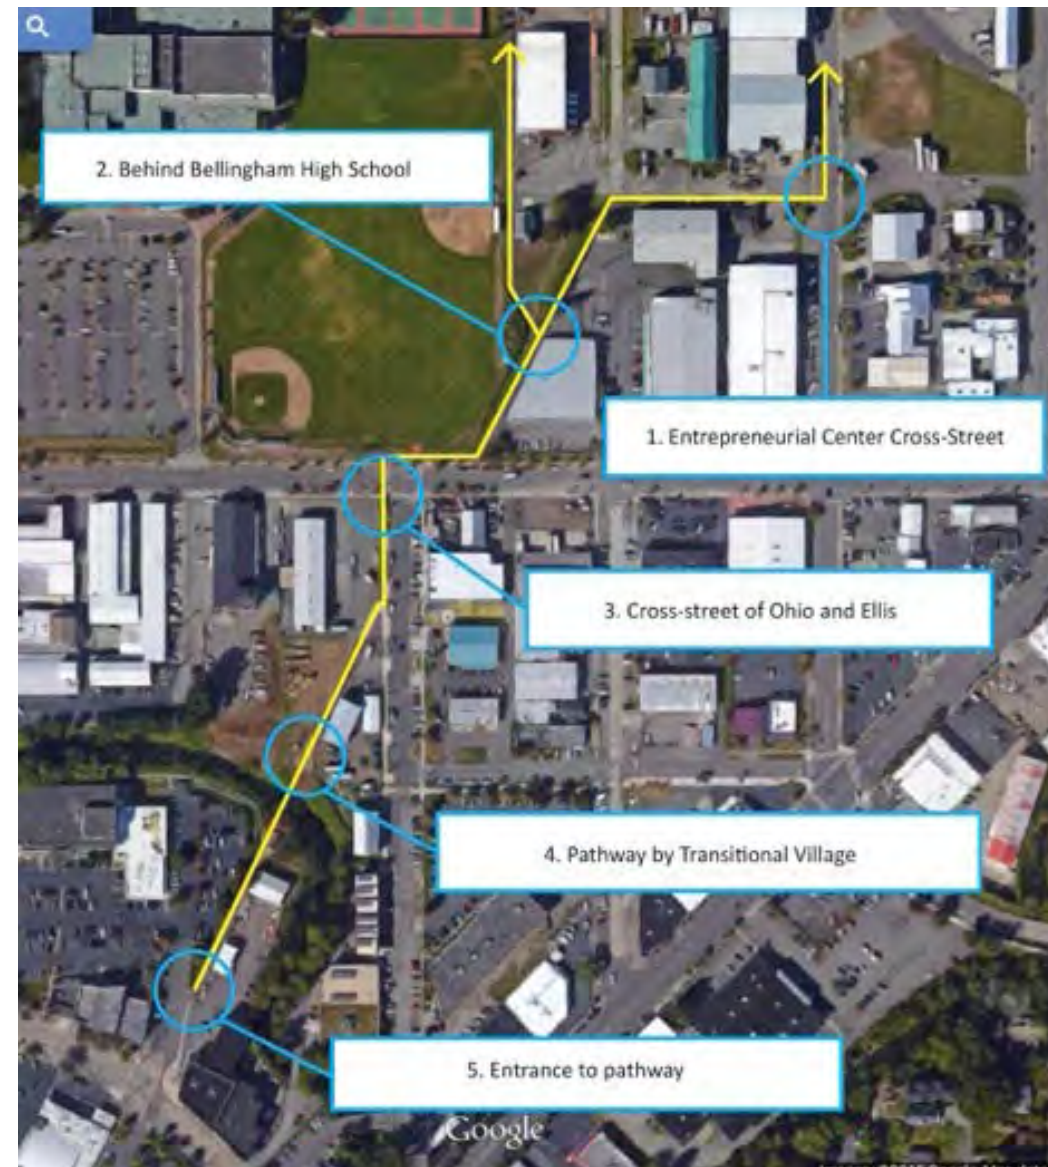 2. Behind Bellingham High School
1. Entrepreneurial Center Cross-Street
3. Cross-street of Ohio and Ellis
4. Pathway by Transitional Village
5. Entrance to pathway
Google